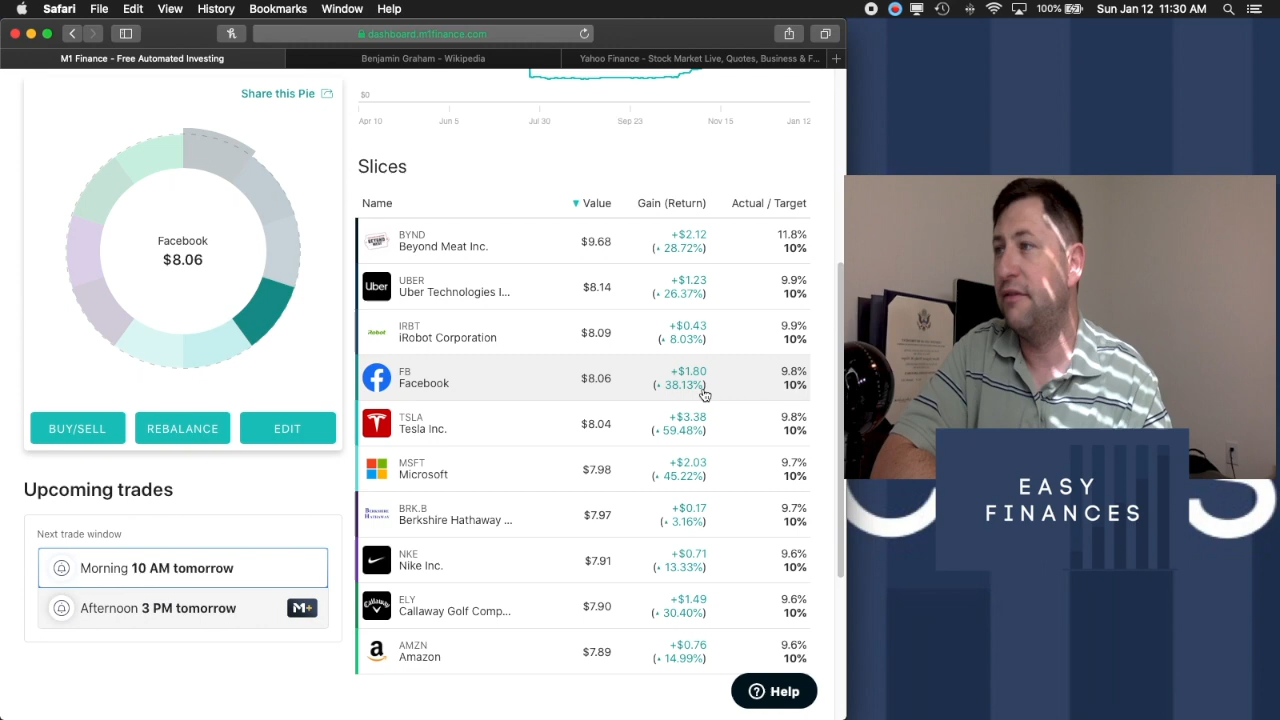 Safari File Edit View History Bookmarks Window Help 100% Sun Jan 12 11:30 AM
dashboard.m1finance.com
M1 Finance - Free Automated Investing Benjamin Graham - Wikipedia Yahoo Finance - Stock Market Live, Quotes, Business & F...
Share this Pie
Facebook
$8.06
BUY/SELL REBALANCE EDIT
Upcoming trades
Next trade window
Morning 10 AM tomorrow
Afternoon 3 PM tomorrow M+
$0
Apr 10 Jun 5 Jul 30 Sep 23 Nov 15 Jan 12
Slices
Name Value Gain (Return) Actual / Target
BYND +$2.12 11.8%
Beyond Meat Inc. $9.68 (28.72%) 10%
UBER +$1.23 9.9%
Uber Uber Technologies I... $8.14 (26.37%) 10%
IRBT +$0.43 9.9%
iRobot iRobot Corporation $8.09 (8.03%) 10%
FB +$1.80 9.8%
Facebook $8.06 (38.13%) 10%
TSLA +$3.38 9.8%
Tesla Inc. $8.04 (59.48%) 10%
MSFT +$2.03 9.7%
Microsoft $7.98 (45.22%) 10%
BRK.B +$0.17 9.7%
Berkshire Hathaway ... $7.97 (3.16%) 10%
NKE +$0.71 9.6%
Nike Inc. $7.91 (13.33%) 10%
ELY +$1.49 9.6%
Callaway Golf Comp... $7.90 (30.40%) 10%
AMZN +$0.76 9.6%
Amazon $7.89 (14.99%) 10%
Help
EASY
FINANCES